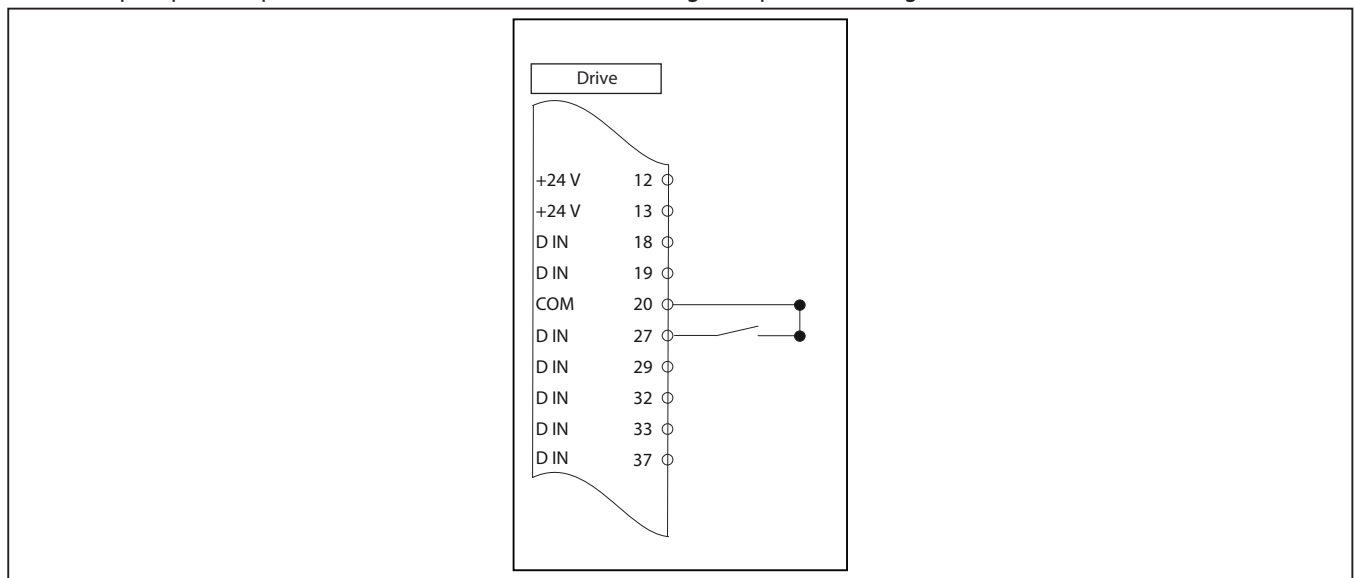 Drive
+24 V 12
+24 V 13
D IN 18
D IN 19
COM 20
D IN 27
D IN 29
D IN 32
D IN 33
D IN 37